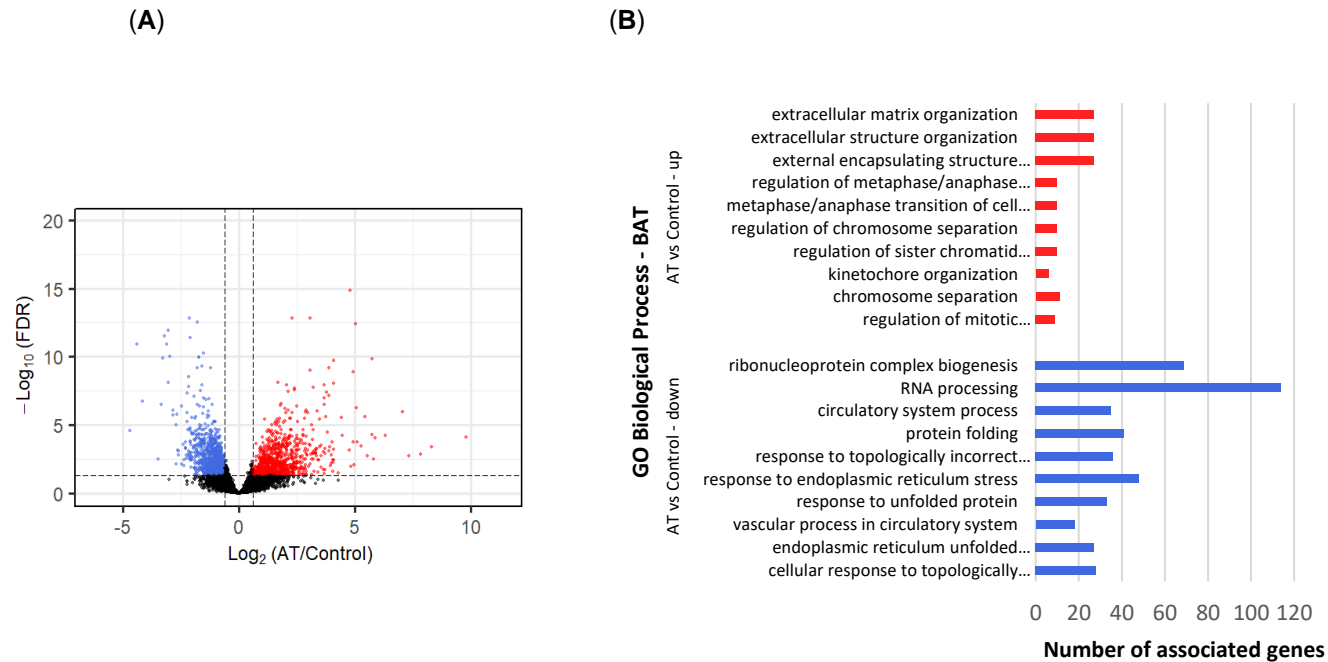 (A)
(B)
20
15
10
5
0
−Log10 (FDR)
-5
0
5
10
Log2 (AT/Control)
GO Biological Process - BAT
AT vs Control - up
extracellular matrix organization
extracellular structure organization
external encapsulating structure...
regulation of metaphase/anaphase...
metaphase/anaphase transition of cell...
regulation of chromosome separation
regulation of sister chromatid...
kinetochore organization
chromosome separation
regulation of mitotic...
AT vs Control - down
ribonucleoprotein complex biogenesis
RNA processing
circulatory system process
protein folding
response to topologically incorrect...
response to endoplasmic reticulum stress
response to unfolded protein
vascular process in circulatory system
endoplasmic reticulum unfolded...
cellular response to topologically...
0 20 40 60 80 100 120
Number of associated genes